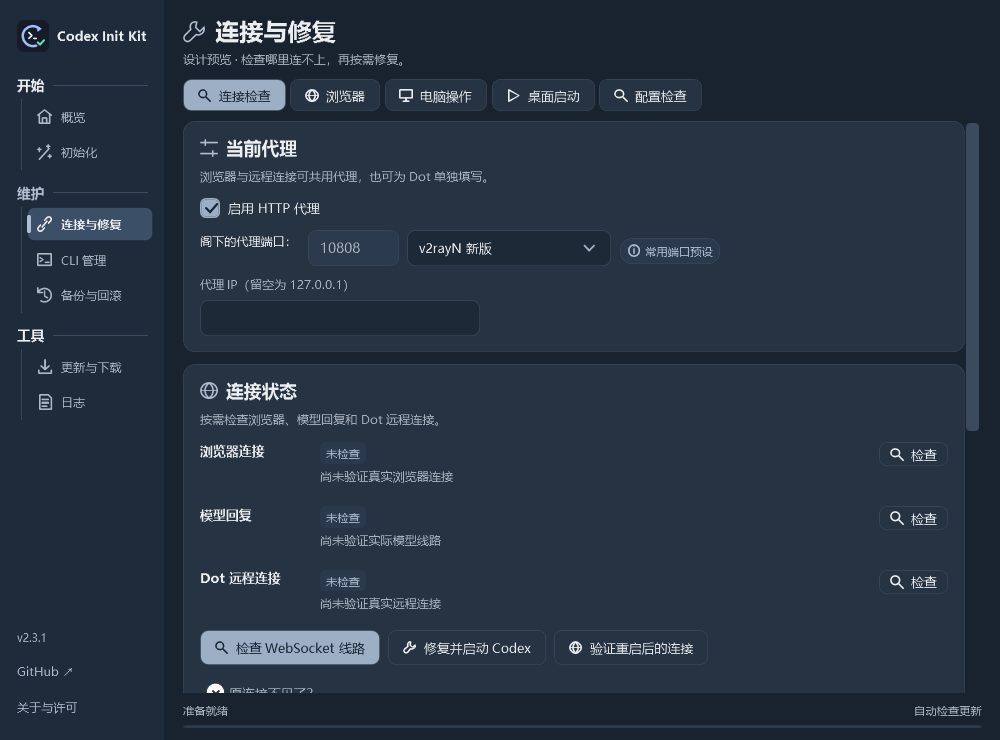 Codex Init Kit
开始
概览
初始化
维护
连接与修复
CLI 管理
备份与回滚
工具
更新与下载
日志
v2.3.1
GitHub ↗
关于与许可
连接与修复
设计预览 · 检查哪里连不上，再按需修复。
连接检查 浏览器 电脑操作 桌面启动 配置检查
当前代理
浏览器与远程连接可共用代理，也可为 Dot 单独填写。
启用 HTTP 代理
阁下的代理端口： 10808 v2rayN 新版 常用端口预设
代理 IP（留空为 127.0.0.1）
连接状态
按需检查浏览器、模型回复和 Dot 远程连接。
浏览器连接 未检查 检查
尚未验证真实浏览器连接
模型回复 未检查 检查
尚未验证实际模型线路
Dot 远程连接 未检查 检查
尚未验证真实远程连接
检查 WebSocket 线路 修复并启动 Codex 验证重启后的连接
原连接不见了？
准备就绪 自动检查更新